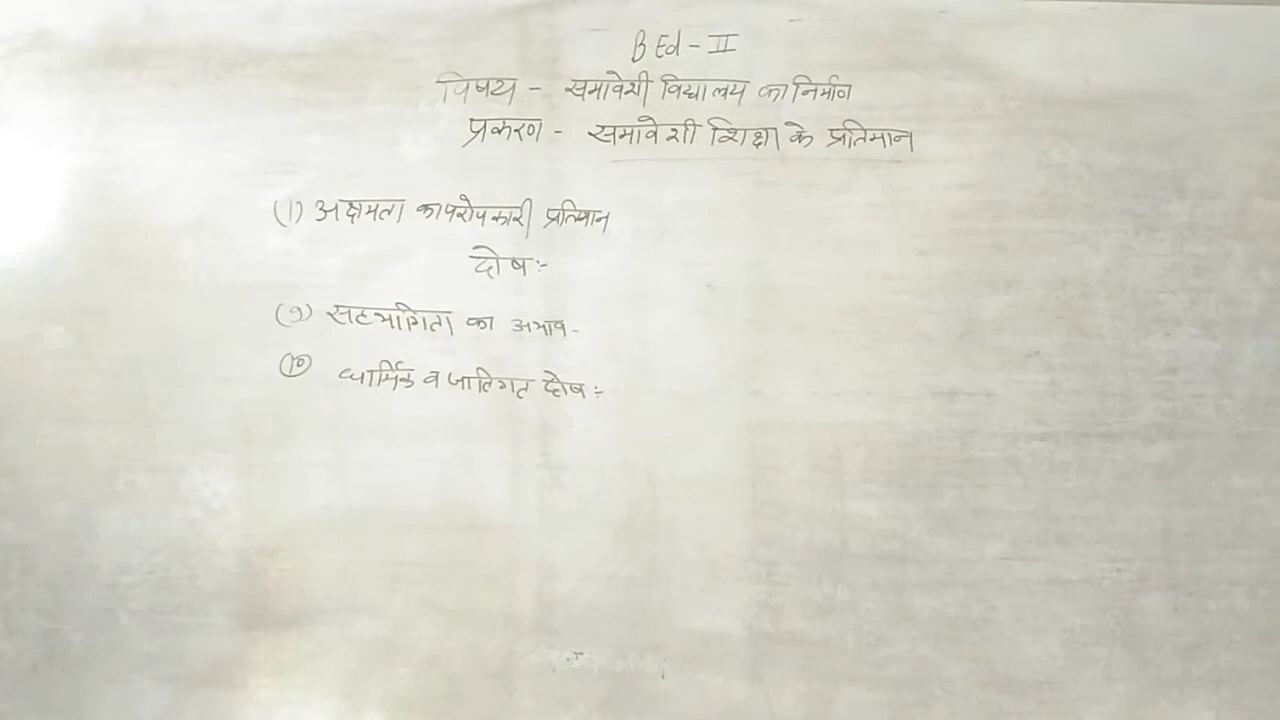 B Ed - II
विषय - समावेशी विद्यालय का निर्माण
प्रकरण - समावेशी शिक्षा के प्रतिमान
(1) अक्षमता का परोपकारी प्रतिमान
दोष :-
(9) सहभागिता का अभाव -
(10) धार्मिक व जातिगत दोष :-